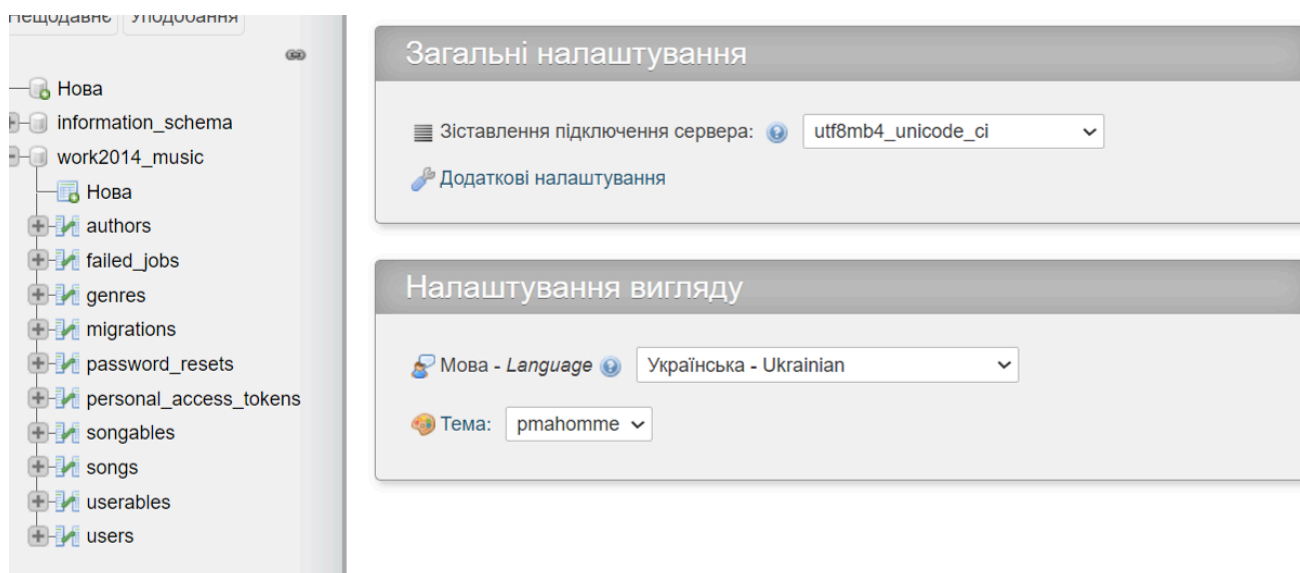 Нещодавнє Уподобання
Нова
information_schema
work2014_music
Нова
authors
failed_jobs
genres
migrations
password_resets
personal_access_tokens
songables
songs
userables
users
Загальні налаштування
Зіставлення підключення сервера: utf8mb4_unicode_ci
Додаткові налаштування
Налаштування вигляду
Мова - Language Українська - Ukrainian
Тема: pmahomme